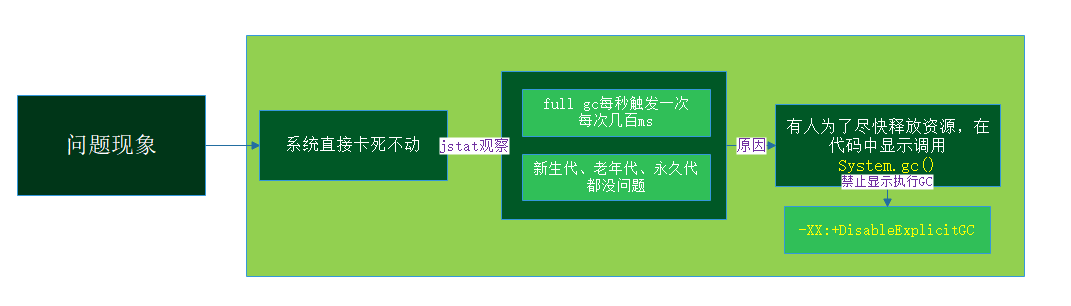 问题现象
系统直接卡死不动
jstat观察
full gc每秒触发一次
每次几百ms
新生代、老年代、永久代
都没问题
原因
有人为了尽快释放资源，在
代码中显示调用
System.gc()
禁止显示执行GC
-XX:+DisableExplicitGC